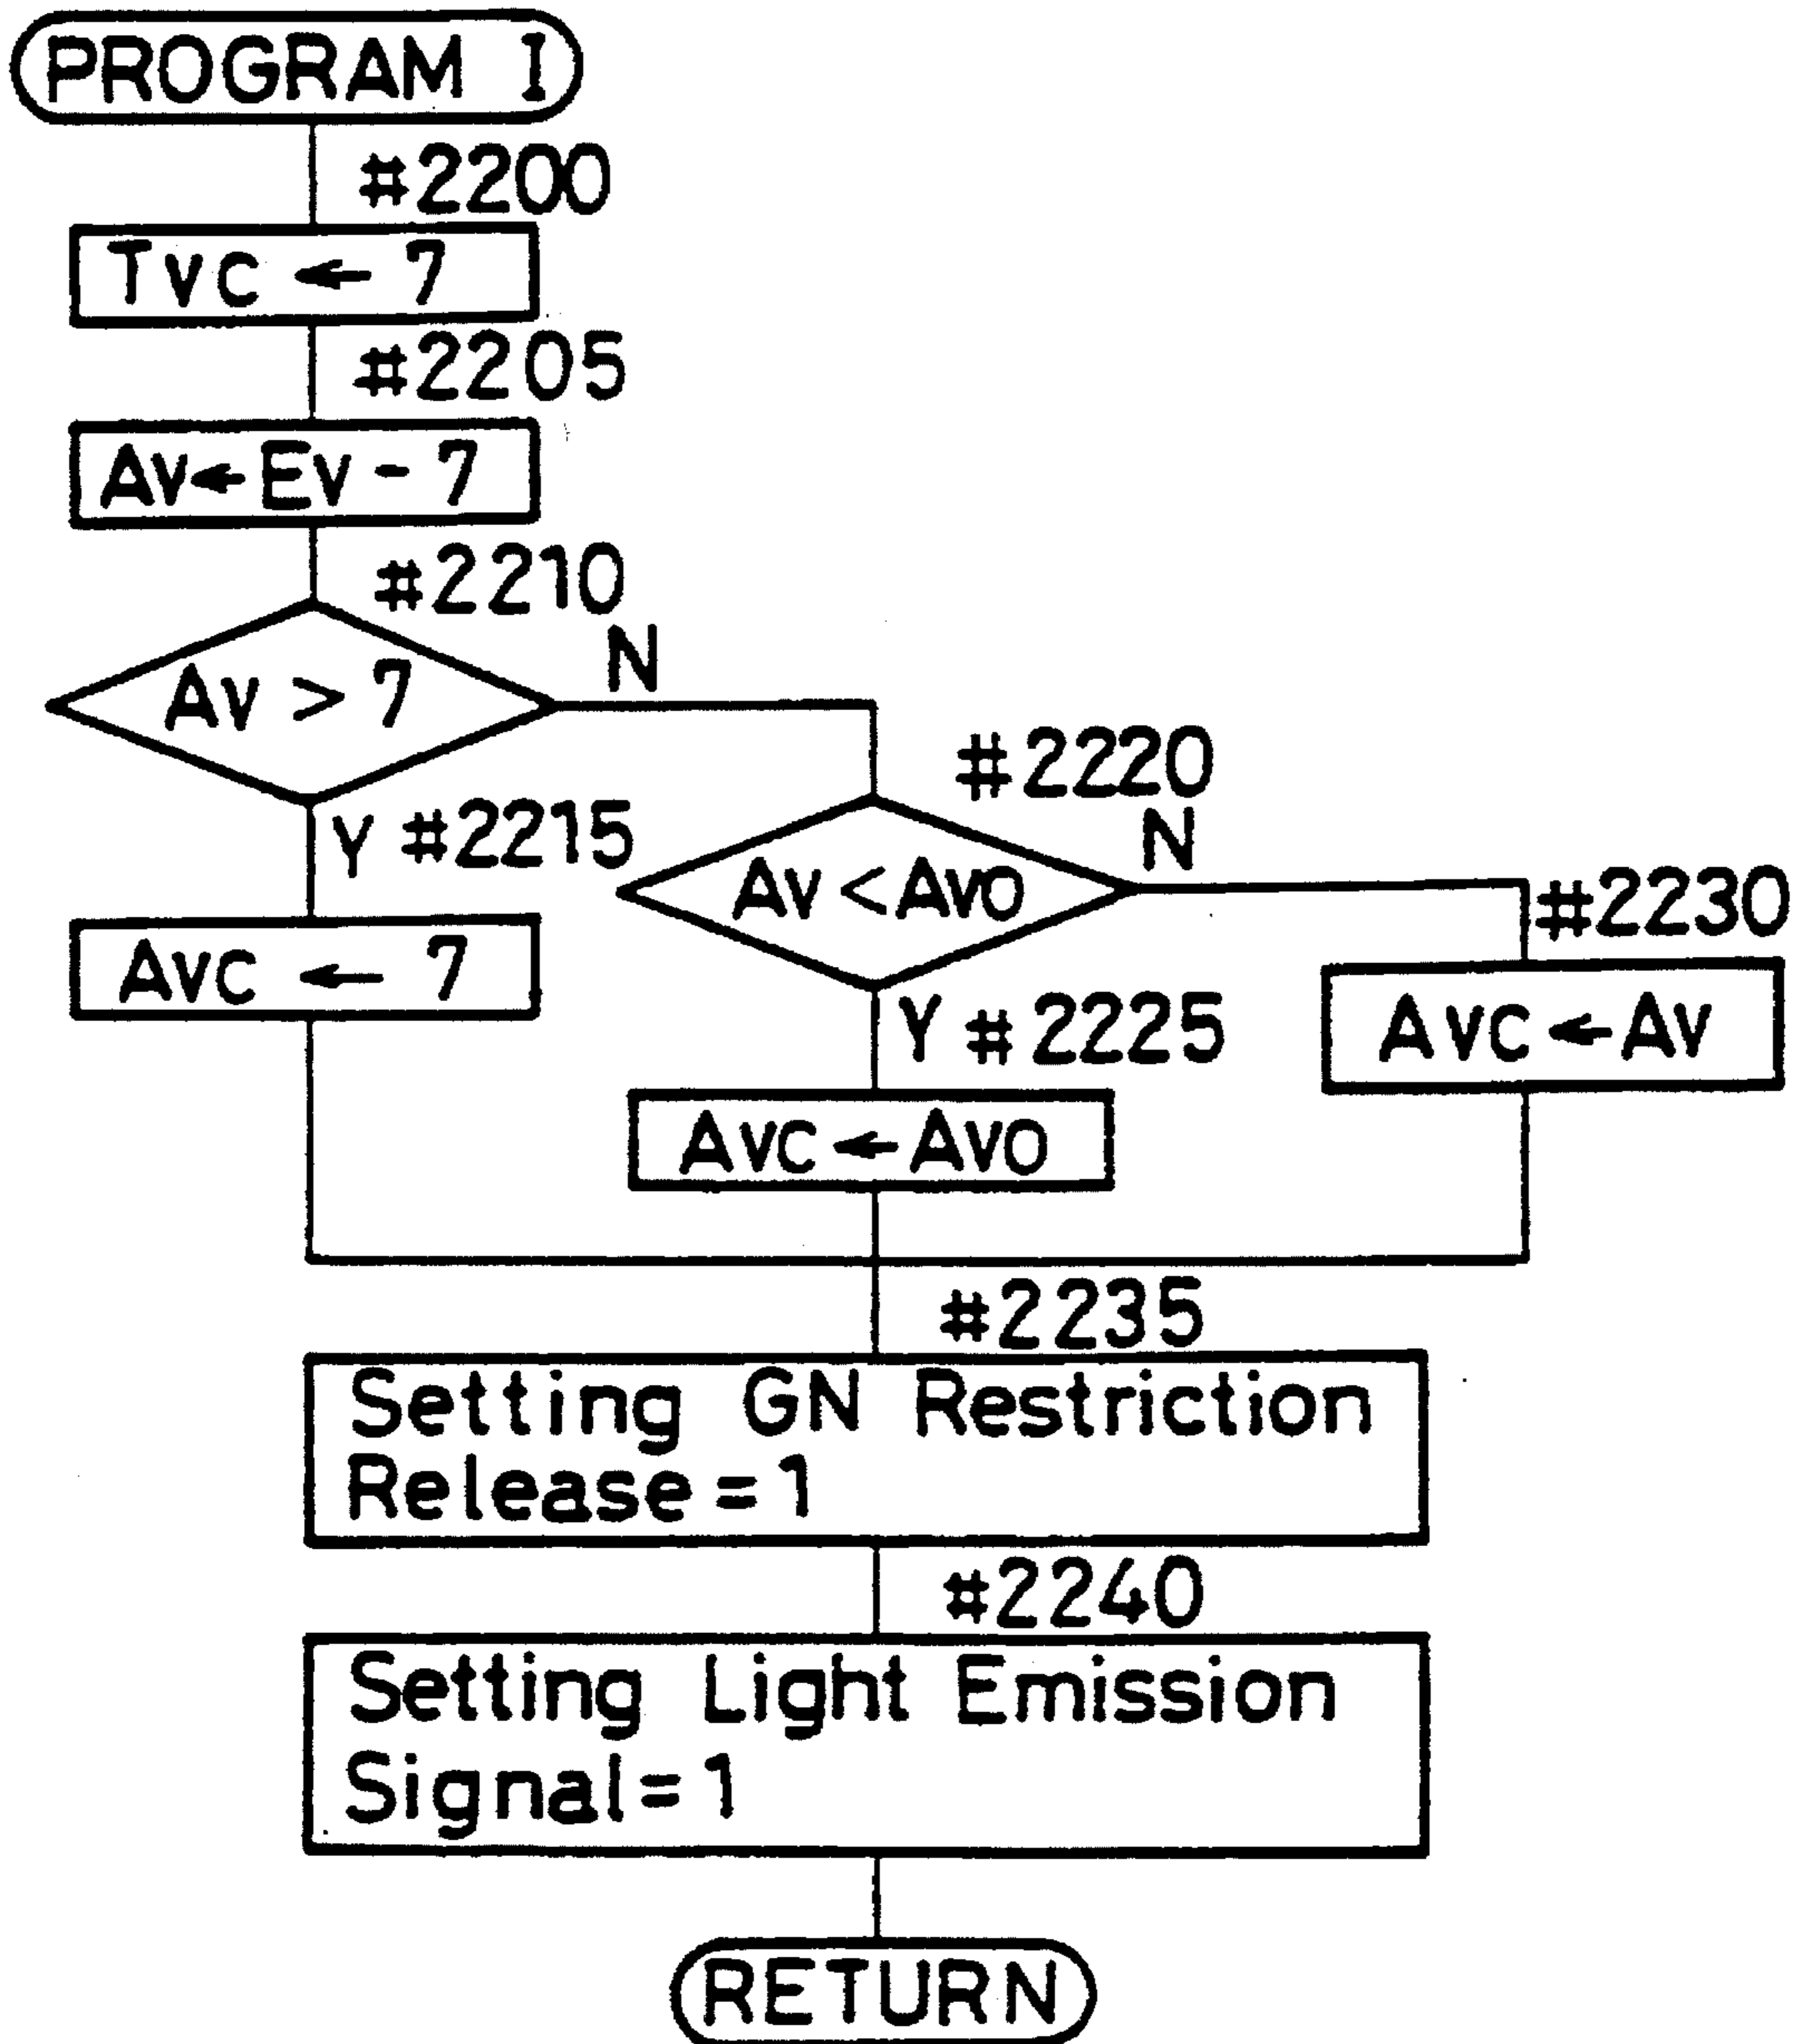 PROGRAM I
#2200
Tvc ← 7
#2205
Av ← Ev - 7
#2210
Av > 7
N
Y #2215
Avc ← 7
#2220
Av < Avo
N
Y #2225
Avc ← Avo
#2230
Avc ← Av
#2235
Setting GN Restriction
Release = 1
#2240
Setting Light Emission
Signal = 1
RETURN